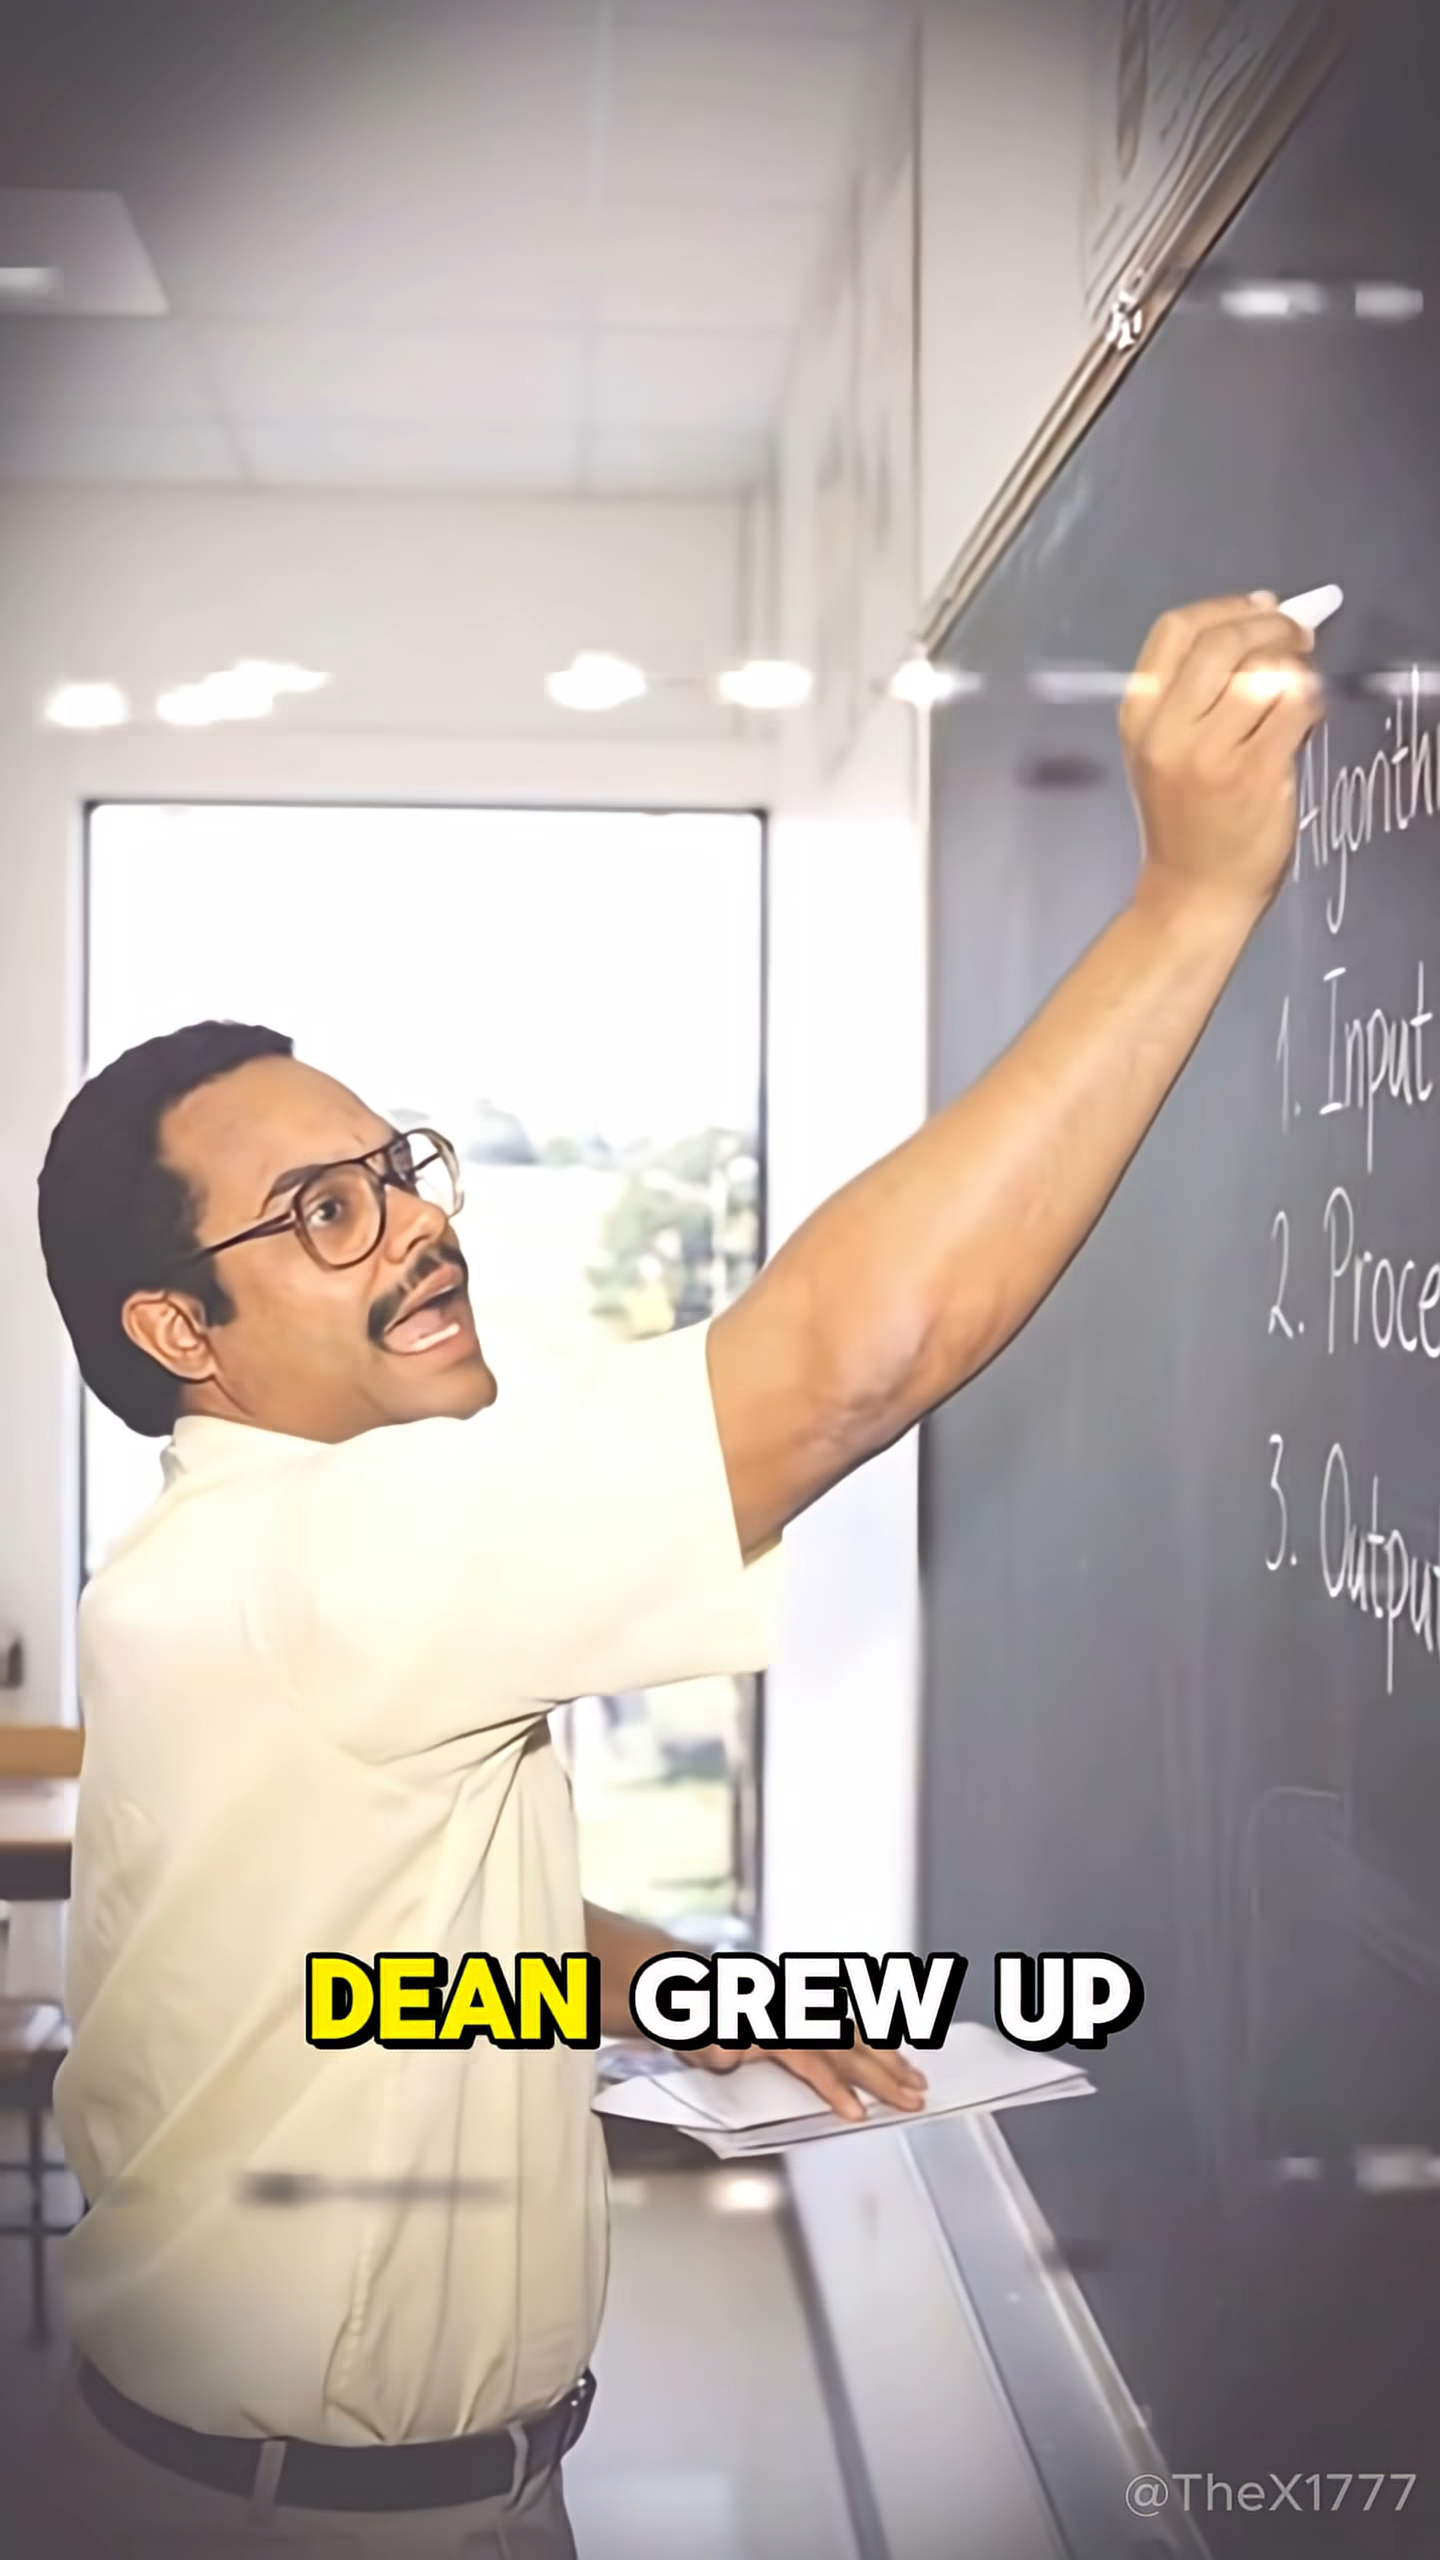 Algorith
1. Input
2. Proce
3. Output
DEAN GREW UP
@TheX1777